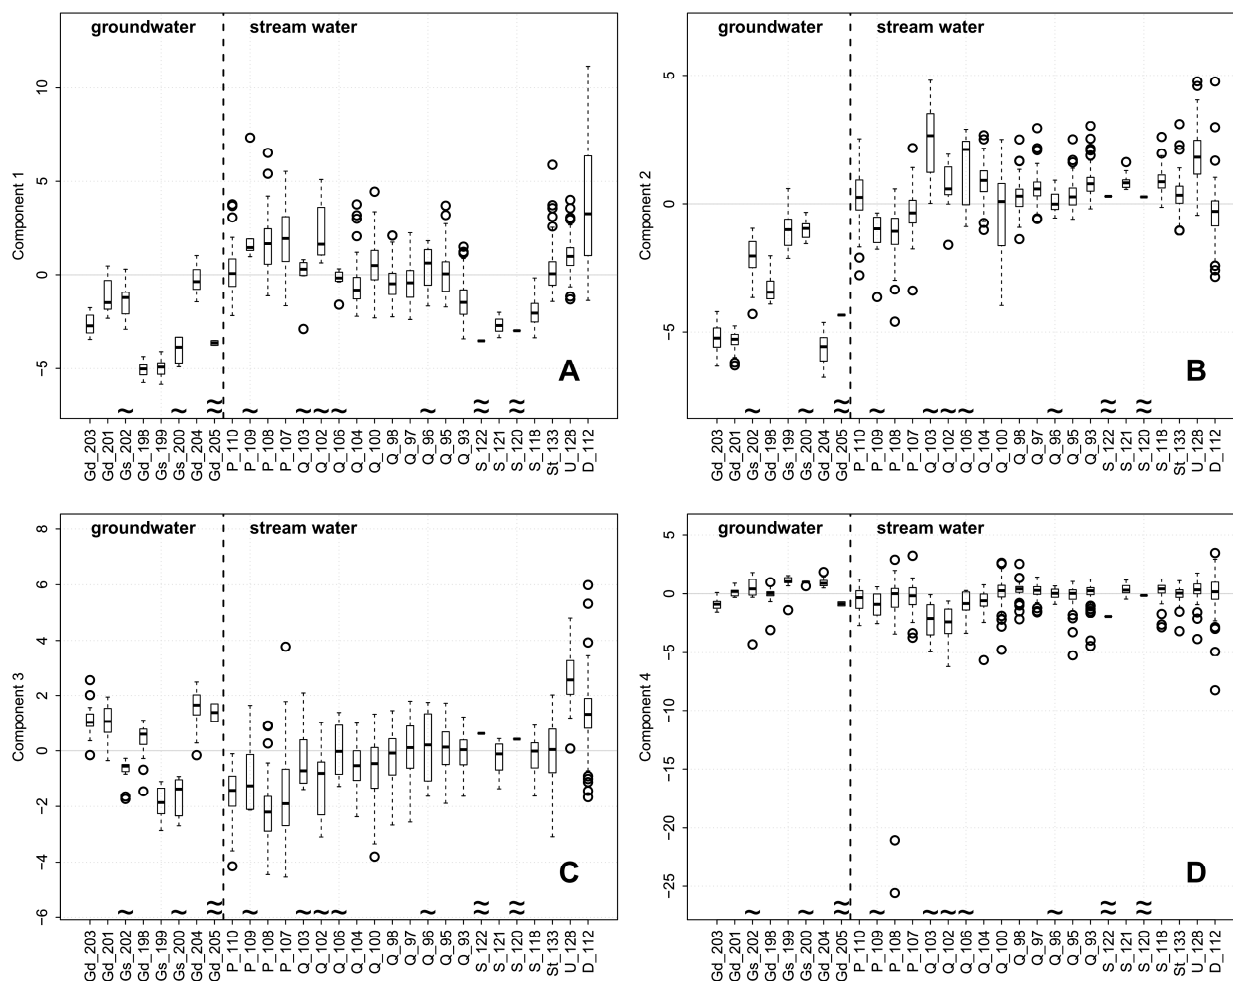 groundwater
stream water
Component 1
10
5
0
−5
A
Gd_203
Gd_201
Gs_202
Gd_198
Gs_199
Gs_200
Gd_204
Gd_205
P_110
P_109
P_108
P_107
Q_103
Q_102
Q_106
Q_104
Q_100
Q_98
Q_97
Q_96
Q_95
Q_93
S_122
S_121
S_120
S_118
St_133
U_128
D_112
groundwater
stream water
Component 2
5
0
−5
B
Gd_203
Gd_201
Gs_202
Gd_198
Gs_199
Gs_200
Gd_204
Gd_205
P_110
P_109
P_108
P_107
Q_103
Q_102
Q_106
Q_104
Q_100
Q_98
Q_97
Q_96
Q_95
Q_93
S_122
S_121
S_120
S_118
St_133
U_128
D_112
groundwater
stream water
Component 3
8
6
4
2
0
−2
−4
−6
C
Gd_203
Gd_201
Gs_202
Gd_198
Gs_199
Gs_200
Gd_204
Gd_205
P_110
P_109
P_108
P_107
Q_103
Q_102
Q_106
Q_104
Q_100
Q_98
Q_97
Q_96
Q_95
Q_93
S_122
S_121
S_120
S_118
St_133
U_128
D_112
groundwater
stream water
Component 4
5
0
−5
−10
−15
−20
−25
D
Gd_203
Gd_201
Gs_202
Gd_198
Gs_199
Gs_200
Gd_204
Gd_205
P_110
P_109
P_108
P_107
Q_103
Q_102
Q_106
Q_104
Q_100
Q_98
Q_97
Q_96
Q_95
Q_93
S_122
S_121
S_120
S_118
St_133
U_128
D_112